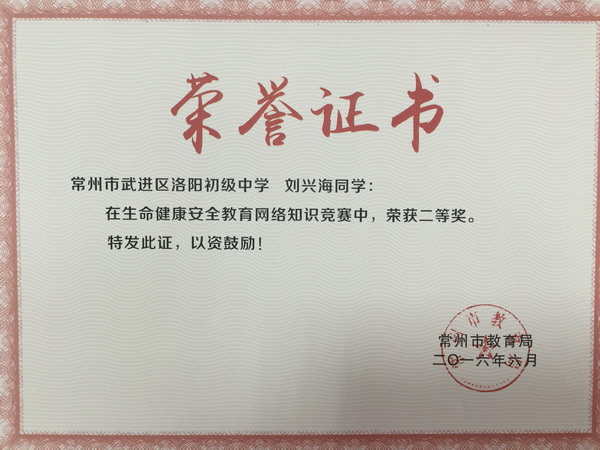 荣誉证书
常州市武进区洛阳初级中学 刘兴海同学：
在生命健康安全教育网络知识竞赛中，荣获二等奖。
特发此证，以资鼓励！
常州市教育局
二〇一六年六月